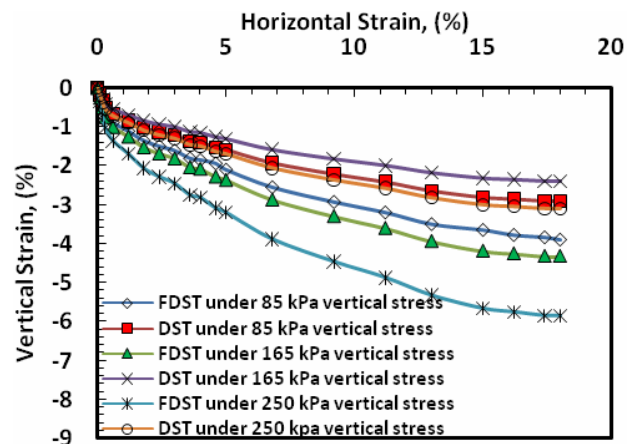 Horizontal Strain, (%)
0 5 10 15 20
0
-1
-2
-3
-4
-5
-6
-7
-8
-9
Vertical Strain, (%)
FDST under 85 kPa vertical stress
DST under 85 kPa vertical stress
FDST under 165 kPa vertical stress
DST under 165 kPa vertical stress
FDST under 250 kPa vertical stress
DST under 250 kpa vertical stress